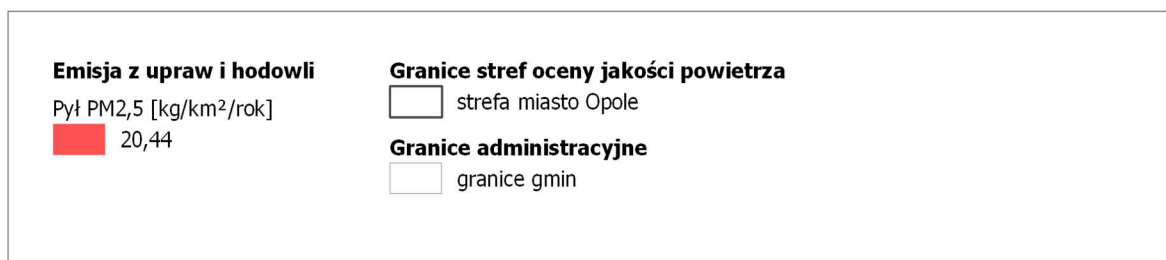 Emisja z upraw i hodowli
Pył PM2,5 [kg/km²/rok]
20,44
Granice stref oceny jakości powietrza
strefa miasto Opole
Granice administracyjne
granice gmin